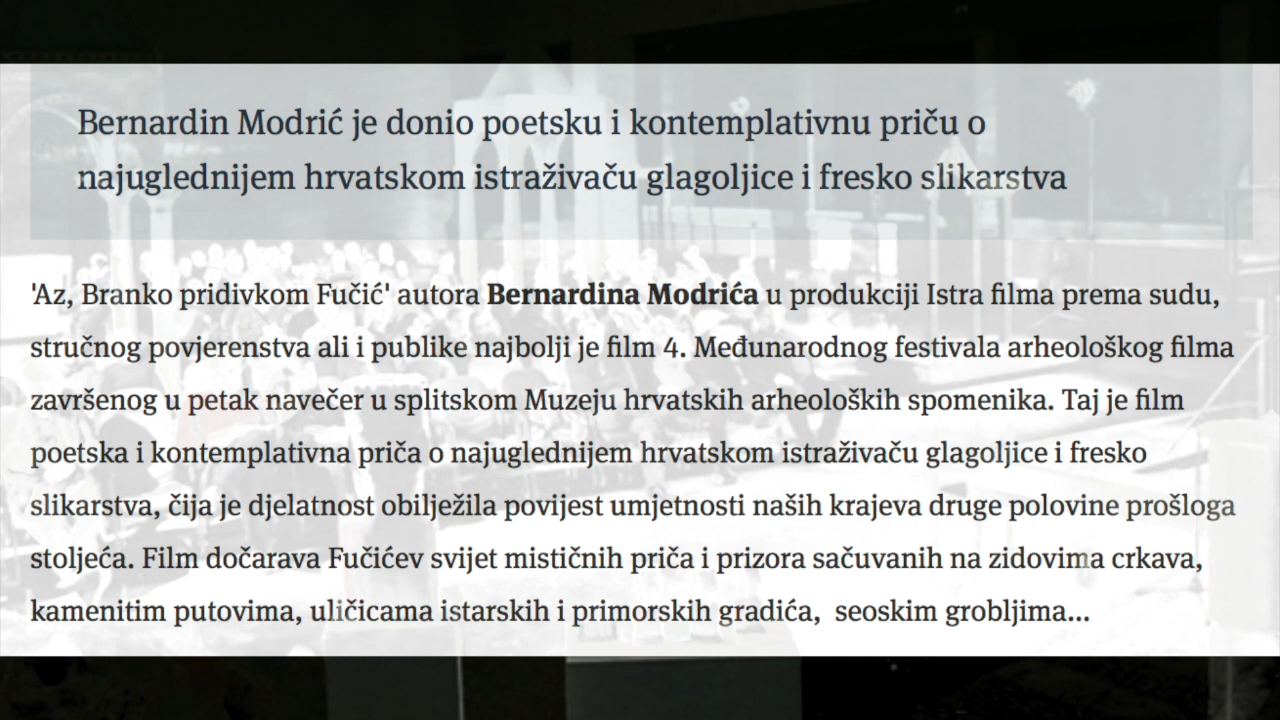 Bernardin Modrić je donio poetsku i kontemplativnu priču o
najuglednijem hrvatskom istraživaču glagoljice i fresko slikarstva
'Az, Branko pridivkom Fučić' autora Bernardina Modrića u produkciji Istra filma prema sudu,
stručnog povjerenstva ali i publike najbolji je film 4. Međunarodnog festivala arheološkog filma
završenog u petak navečer u splitskom Muzeju hrvatskih arheoloških spomenika. Taj je film
poetska i kontemplativna priča o najuglednijem hrvatskom istraživaču glagoljice i fresko
slikarstva, čija je djelatnost obilježila povijest umjetnosti naših krajeva druge polovine prošloga
stoljeća. Film dočarava Fučićev svijet mističnih priča i prizora sačuvanih na zidovima crkava,
kamenitim putovima, uličicama istarskih i primorskih gradića,  seoskim grobljima...